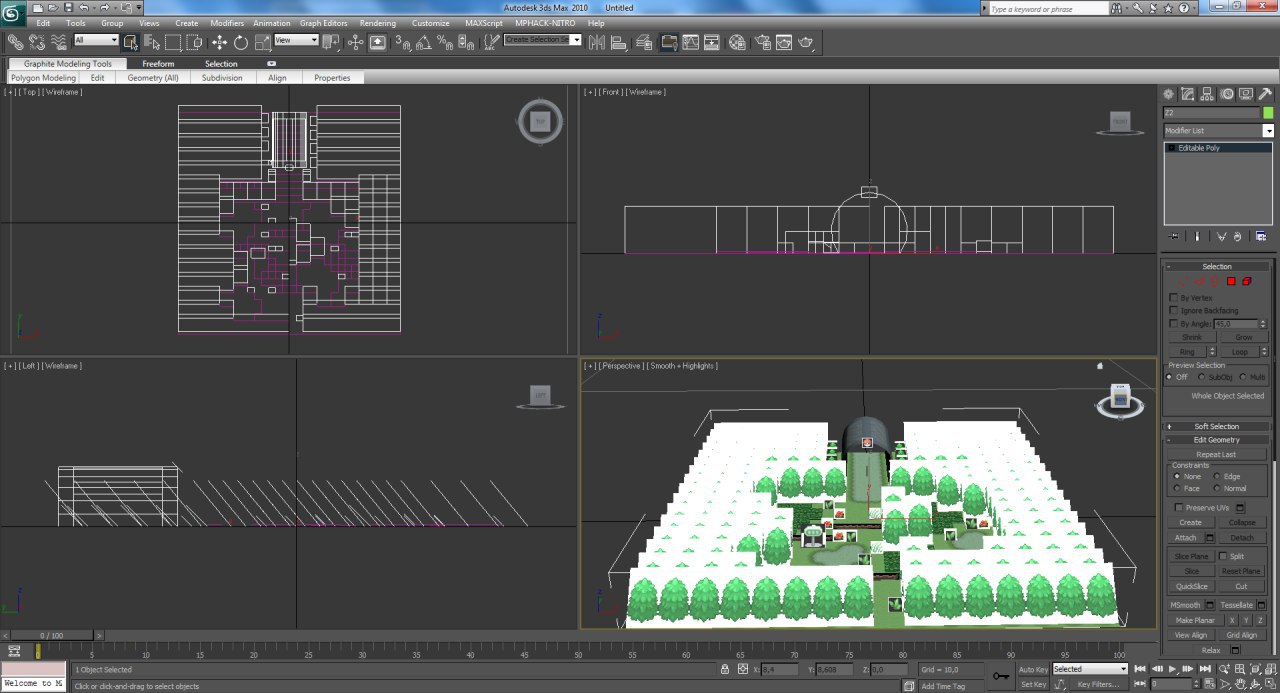 Autodesk 3ds Max 2010 Untitled
Type a keyword or phrase
Edit Tools Group Views Create Modifiers Animation Graph Editors Rendering Customize MAXScript MPHACK-NITRO Help
All View Create Selection Se
Graphite Modeling Tools Freeform Selection
Polygon Modeling Edit Geometry (All) Subdivision Align Properties
[ + ] [ Top ] [ Wireframe ]
TOP
[ + ] [ Front ] [ Wireframe ]
FRONT
[ + ] [ Left ] [ Wireframe ]
LEFT
[ + ] [ Perspective ] [ Smooth + Highlights ]
Modifier List
Editable Poly
Selection
By Vertex
Ignore Backfacing
By Angle: 45,0
Shrink Grow
Ring Loop
Preview Selection
Off SubObj Multi
Whole Object Selected
Soft Selection
Edit Geometry
Repeat Last
Constraints
None Edge
Face Normal
Preserve UVs
Create Collapse
Attach Detach
Slice Plane Split
Slice Reset Plane
QuickSlice Cut
MSmooth Tessellate
Make Planar X Y Z
View Align Grid Align
Relax
0 / 100
0 5 10 15 20 25 30 35 40 45 50 55 60 65 70 75 80 85 90 95 100
1 Object Selected X: 8,4 Y: 8,608 Z: 0,0 Grid = 10,0 Auto Key Selected
Welcome to M Click or click-and-drag to select objects Add Time Tag Set Key Key Filters... 0